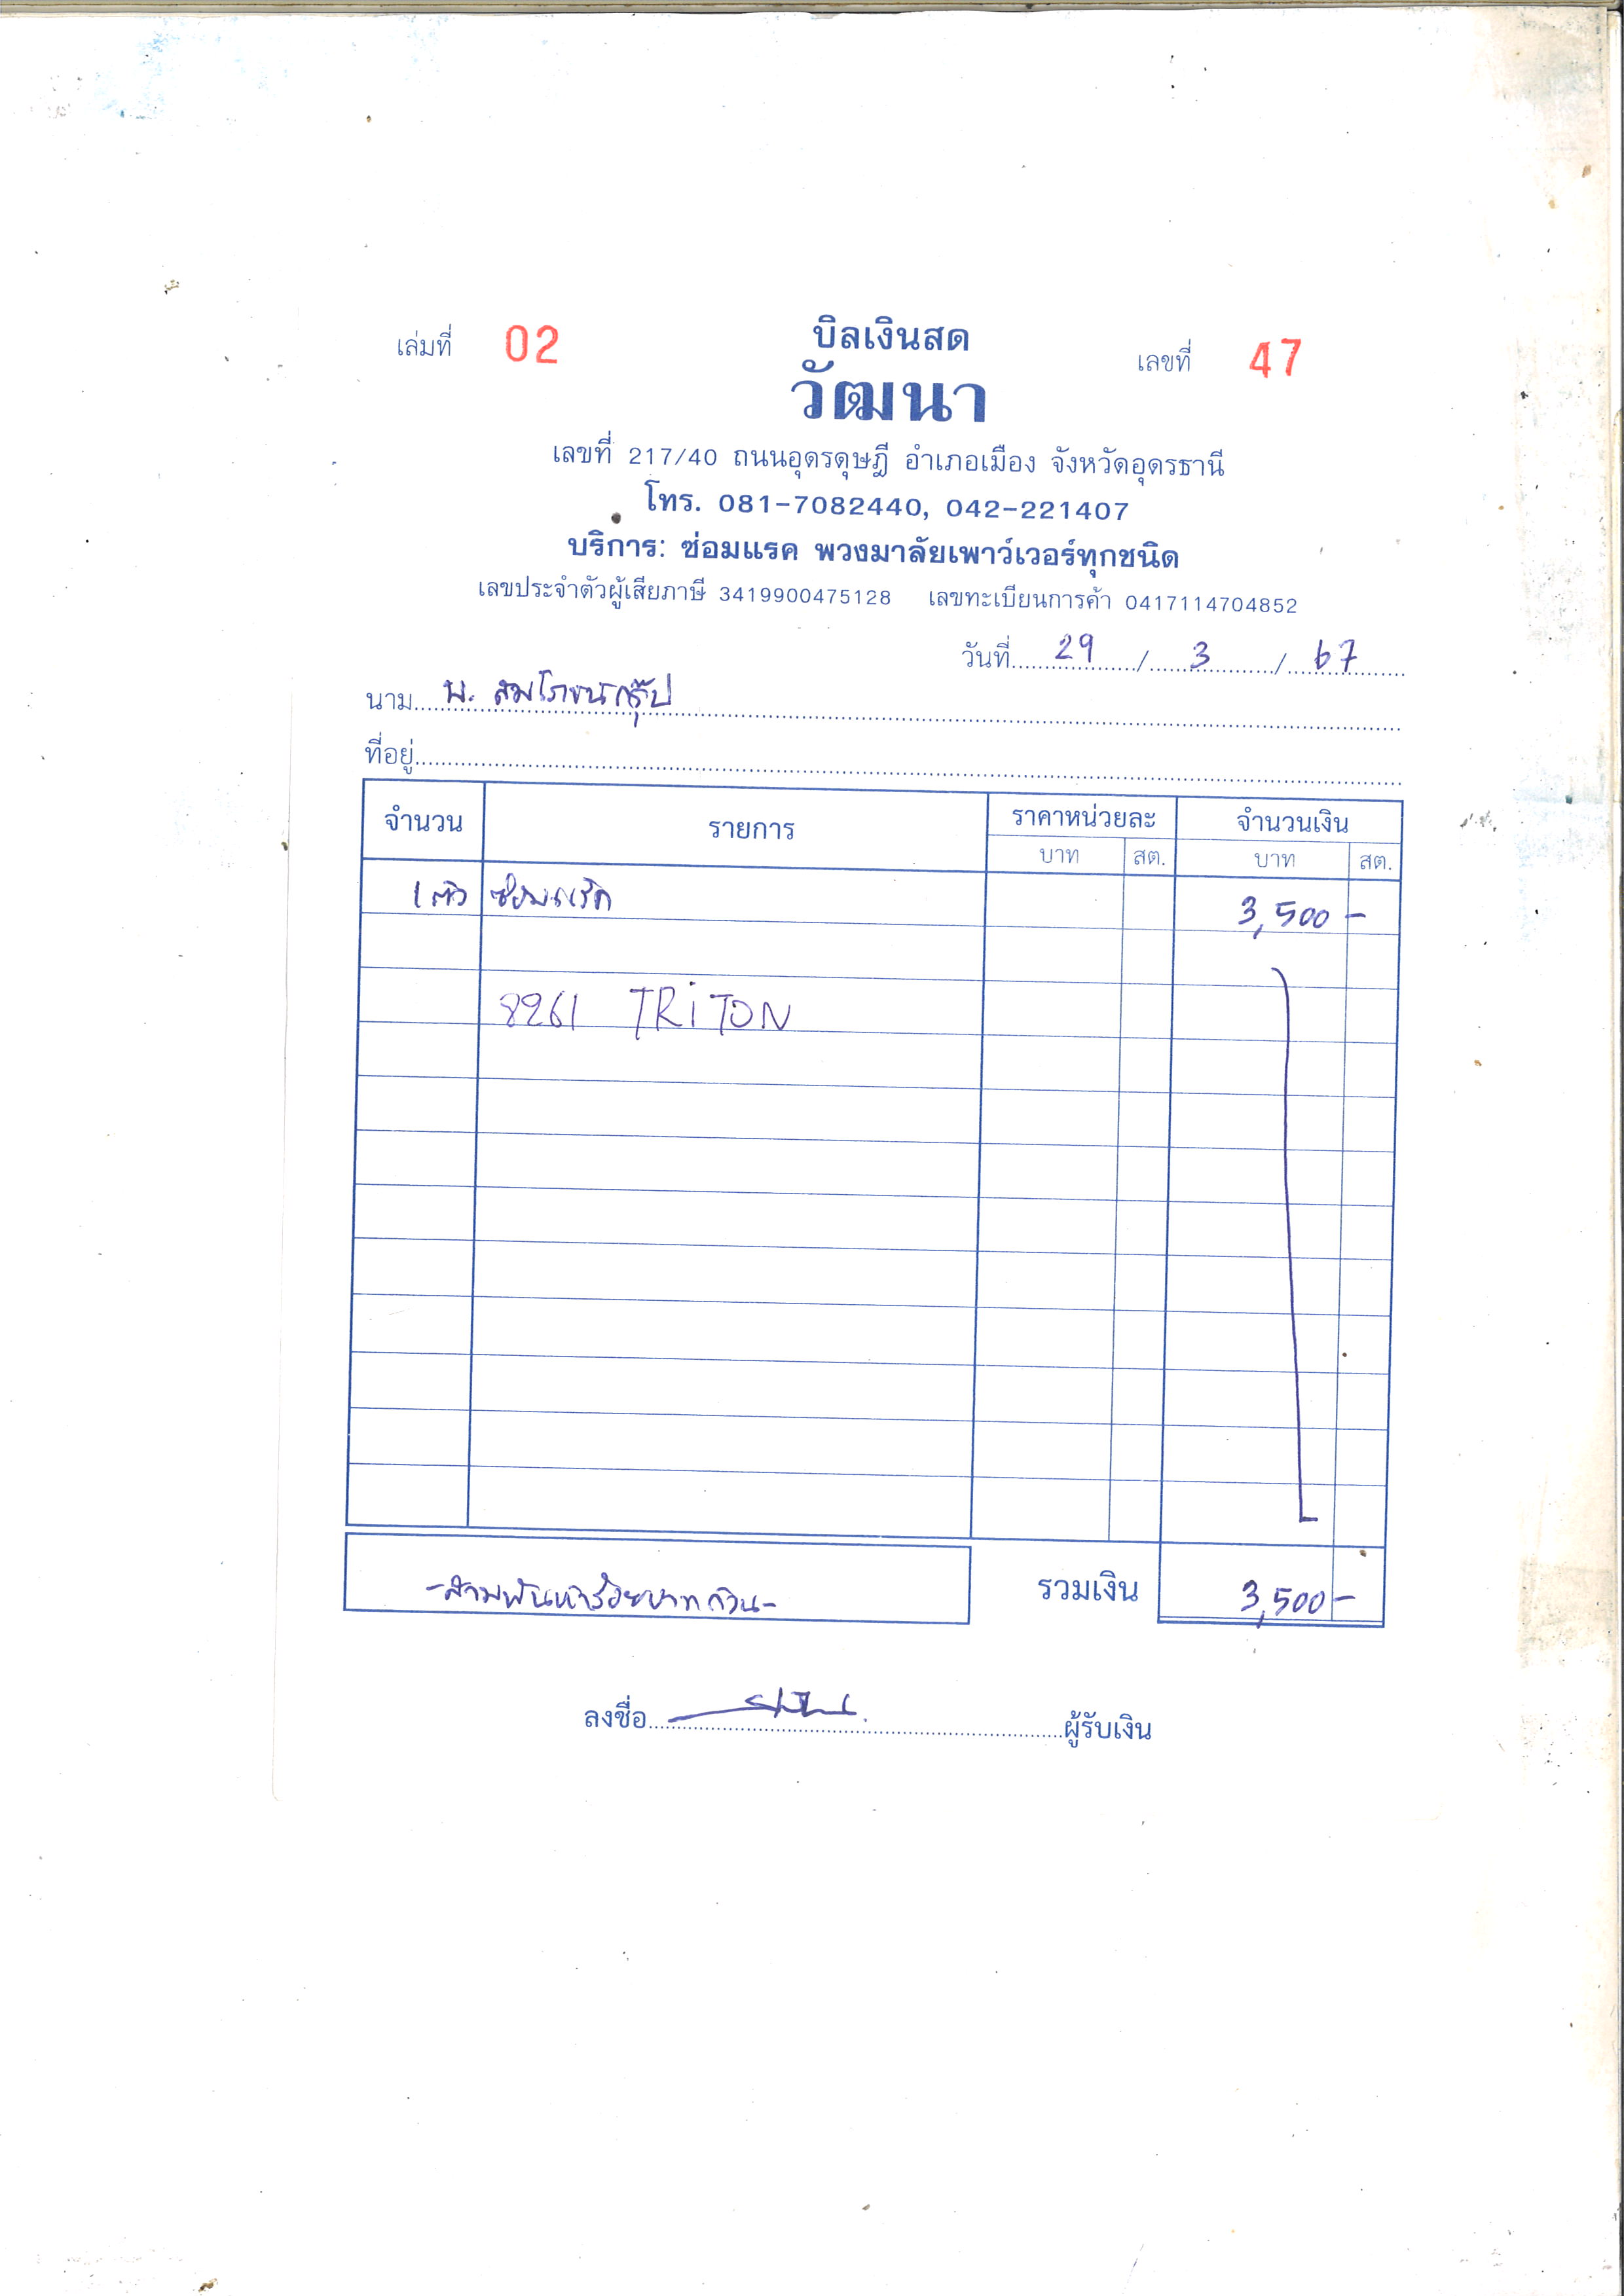 เล่มที่ 02 บิลเงินสด เลขที่ 47
วัฒนา
เลขที่ 217/40 ถนนอุดรดุษฎี อำเภอเมือง จังหวัดอุดรธานี
โทร. 081-7082440, 042-221407
บริการ: ซ่อมแรค พวงมาลัยเพาว์เวอร์ทุกชนิด
เลขประจำตัวผู้เสียภาษี 3419900475128 เลขทะเบียนการค้า 0417114704852
วันที่ 29 / 3 / 67
นาม
ที่อยู่
จำนวน รายการ ราคาหน่วยละ จำนวนเงิน
บาท สต. บาท สต.
1 ตัว ซ่อมแร็ค 3,500 -
8261 TRiTON
-สามพันห้าร้อยบาทถ้วน- รวมเงิน 3,500 -
ลงชื่อ ผู้รับเงิน